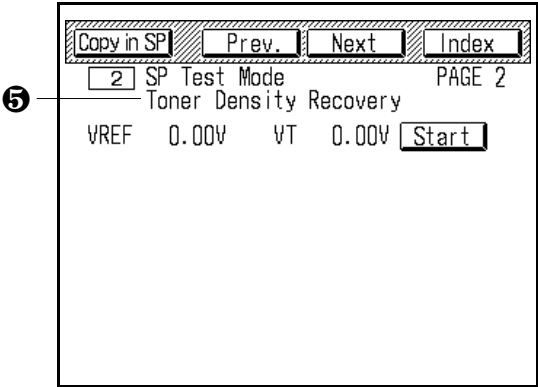 Copy in SP Prev. Next Index
2 SP Test Mode PAGE 2
❺ Toner Density Recovery
VREF 0.00V VT 0.00V Start